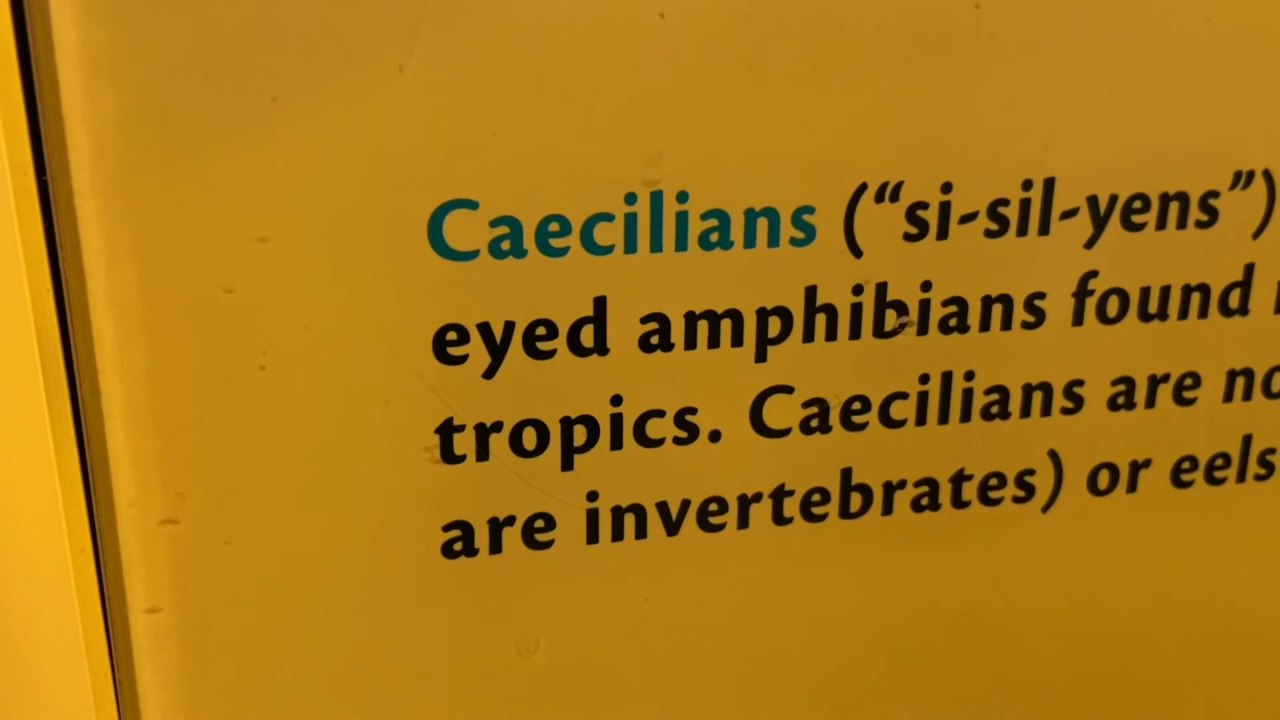 Caecilians (“si-sil-yens”)
eyed amphibians found
tropics. Caecilians are
are invertebrates) or eels